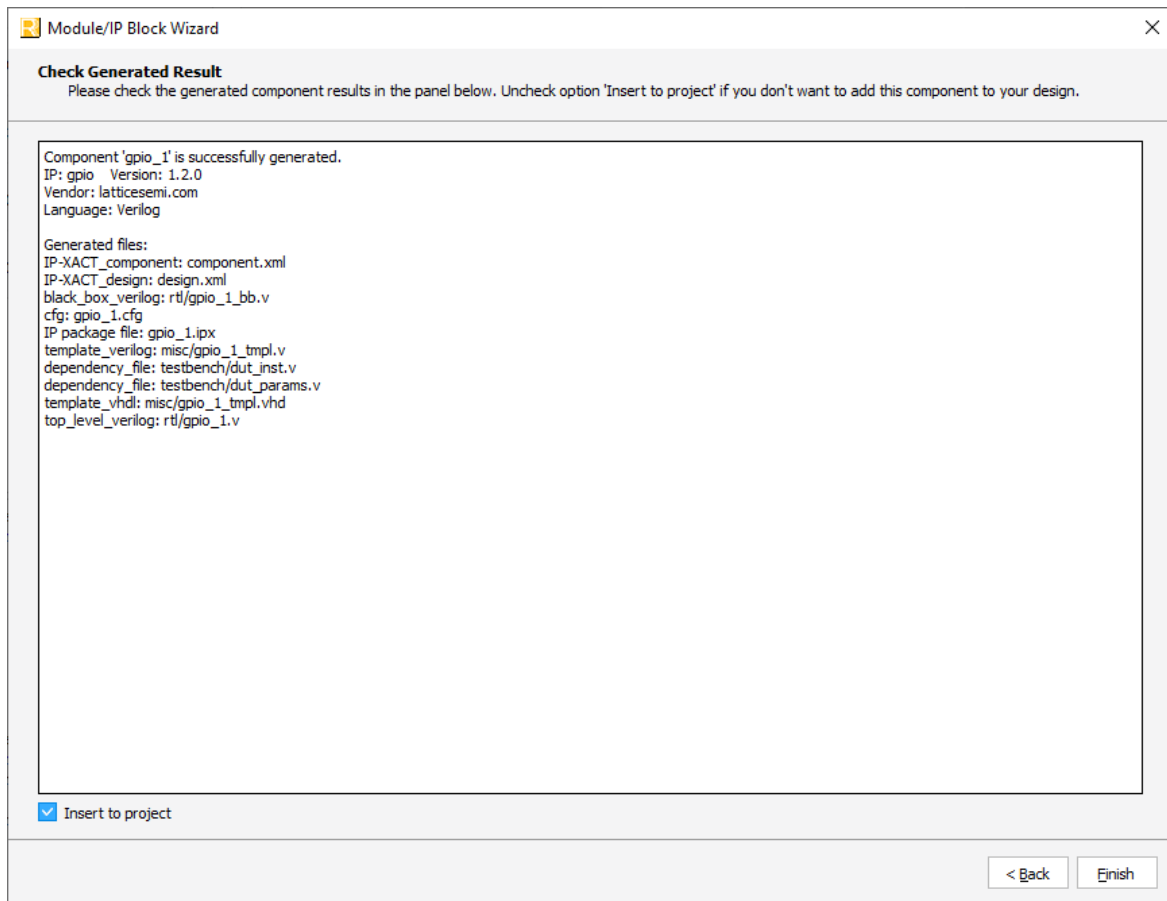 Module/IP Block Wizard
Check Generated Result
Please check the generated component results in the panel below. Uncheck option 'Insert to project' if you don't want to add this component to your design.
Component 'gpio_1' is successfully generated.
IP: gpio    Version: 1.2.0
Vendor: latticesemi.com
Language: Verilog
Generated files:
IP-XACT_component: component.xml
IP-XACT_design: design.xml
black_box_verilog: rtl/gpio_1_bb.v
cfg: gpio_1.cfg
IP package file: gpio_1.ipx
template_verilog: misc/gpio_1_tmpl.v
dependency_file: testbench/dut_inst.v
dependency_file: testbench/dut_params.v
template_vhdl: misc/gpio_1_tmpl.vhd
top_level_verilog: rtl/gpio_1.v
Insert to project
< Back Finish